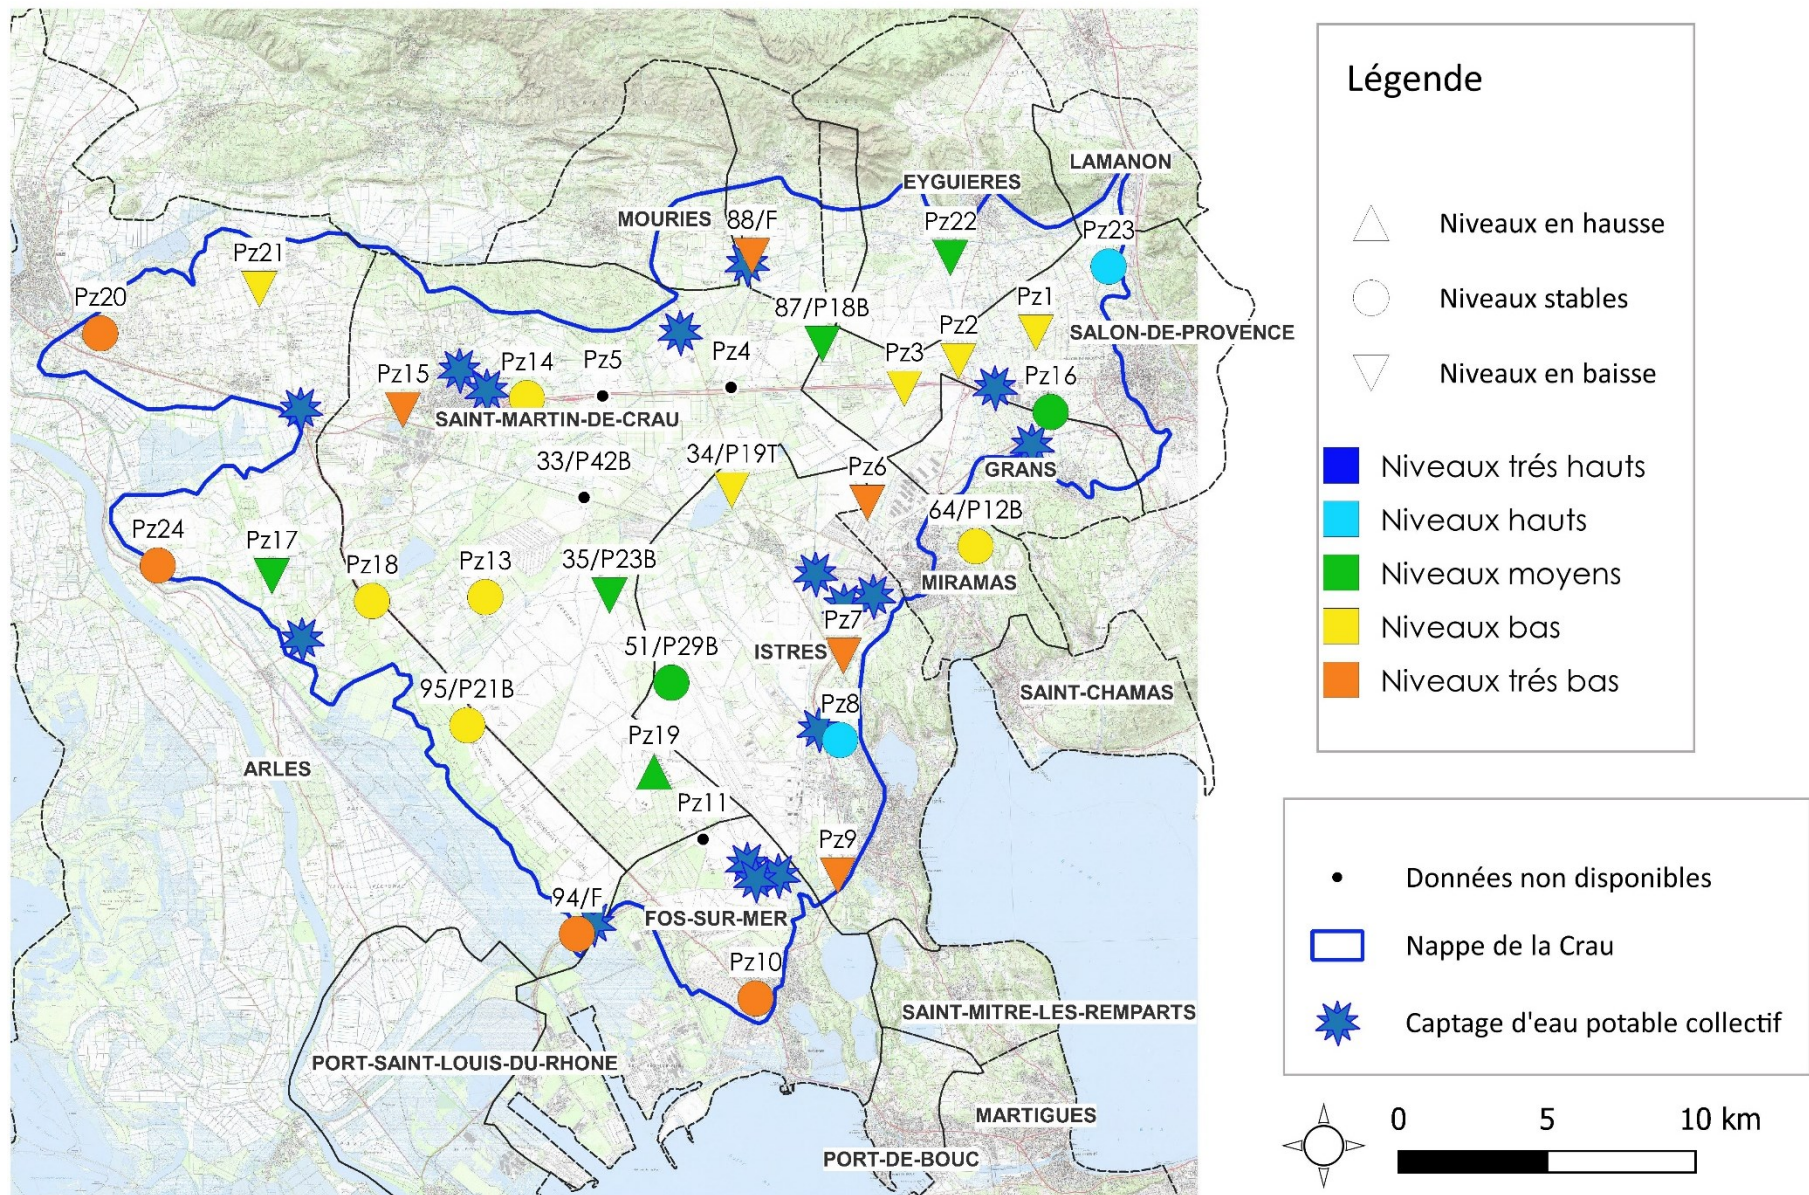 LAMANON
EYGUIERES
MOURIES
88/F
Pz22
Pz23
Pz21
Pz20
87/P18B
Pz1
Pz2
SALON-DE-PROVENCE
Pz3
Pz4
Pz5
Pz14
Pz15
Pz16
SAINT-MARTIN-DE-CRAU
33/P42B
34/P19T
Pz6
GRANS
64/P12B
Pz24
Pz17
Pz18
Pz13
35/P23B
MIRAMAS
Pz7
ISTRES
51/P29B
95/P21B
SAINT-CHAMAS
Pz8
Pz19
ARLES
Pz11
Pz9
94/F
FOS-SUR-MER
Pz10
SAINT-MITRE-LES-REMPARTS
PORT-SAINT-LOUIS-DU-RHONE
MARTIGUES
PORT-DE-BOUC
Légende
Niveaux en hausse
Niveaux stables
Niveaux en baisse
Niveaux trés hauts
Niveaux hauts
Niveaux moyens
Niveaux bas
Niveaux trés bas
Données non disponibles
Nappe de la Crau
Captage d'eau potable collectif
0 5 10 km